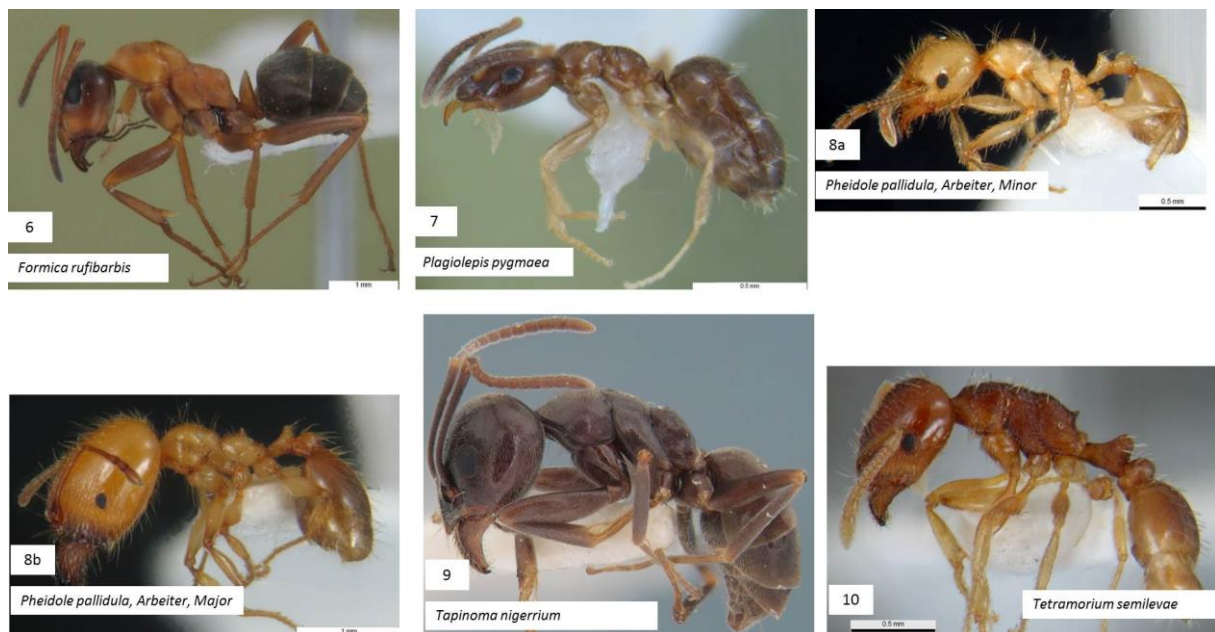 6
Formica rufibarbis
1 mm
7
Plagiolepis pygmaea
0.5 mm
8a
Pheidole pallidula, Arbeiter, Minor
0.5 mm
8b
Pheidole pallidula, Arbeiter, Major
1 mm
9
Tapinoma nigerrium
10
Tetramorium semilevae
0.5 mm